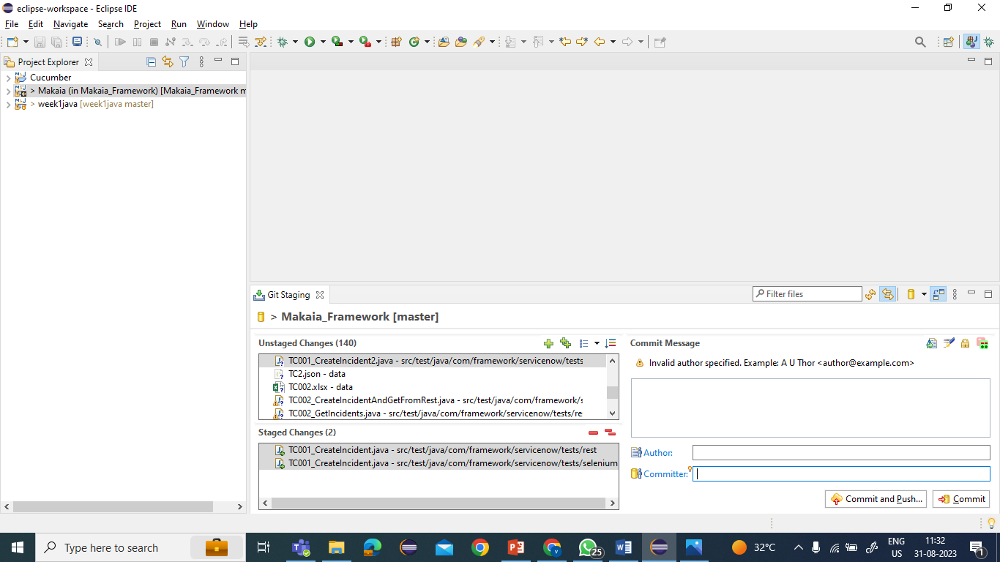 eclipse-workspace - Eclipse IDE
File Edit Navigate Search Project Run Window Help
Project Explorer
Cucumber
> Makaia (in Makaia_Framework) [Makaia_Framework m
> week1java [week1java master]
Git Staging
Filter files
> Makaia_Framework [master]
Unstaged Changes (140)
TC001_CreateIncident2.java - src/test/java/com/framework/servicenow/tests
TC2.json - data
TC002.xlsx - data
TC002_CreateIncidentAndGetFromRest.java - src/test/java/com/framework/s
TC002_GetIncidents.java - src/test/java/com/framework/servicenow/tests/re
Staged Changes (2)
TC001_CreateIncident.java - src/test/java/com/framework/servicenow/tests/rest
TC001_CreateIncident.java - src/test/java/com/framework/servicenow/tests/selenium
Commit Message
Invalid author specified. Example: A U Thor <author@example.com>
Author:
Committer:
Commit and Push...
Commit
Type here to search
25
32°C
ENG
US
11:32
31-08-2023
1